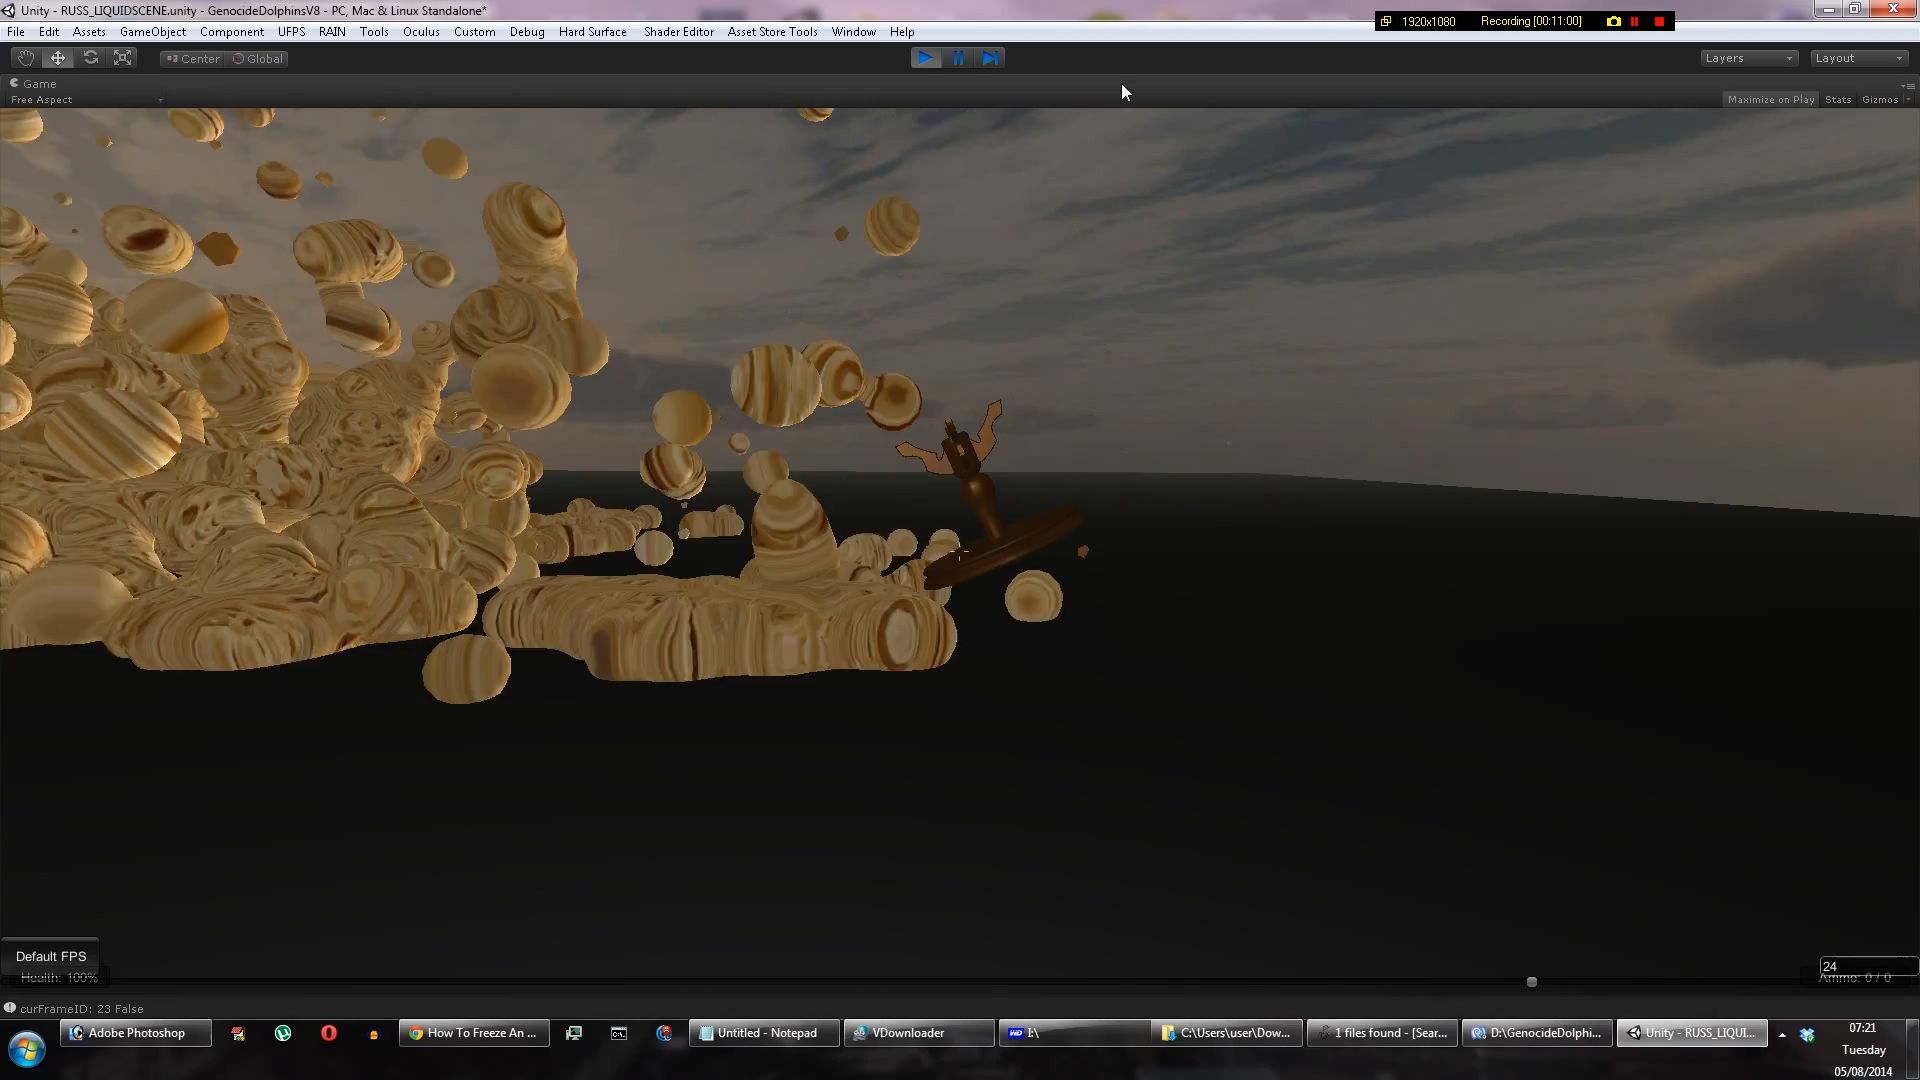 Unity - RUSS_LIQUIDSCENE.unity - GenocideDolphinsV8 - PC, Mac & Linux Standalone*
1920x1080 Recording [00:11:00]
File Edit Assets GameObject Component UFPS RAIN Tools Oculus Custom Debug Hard Surface Shader Editor Asset Store Tools Window Help
Center Global Layers Layout
Game
Free Aspect Maximize on Play Stats Gizmos
Default FPS
24
Health: 100% Ammo: 0 / 0
curFrameID: 23 False
Adobe Photoshop How To Freeze An ... Untitled - Notepad VDownloader I:\ C:\Users\user\Dow... 1 files found - [Sear... D:\GenocideDolphi... Unity - RUSS_LIQUI...
07:21
Tuesday
05/08/2014